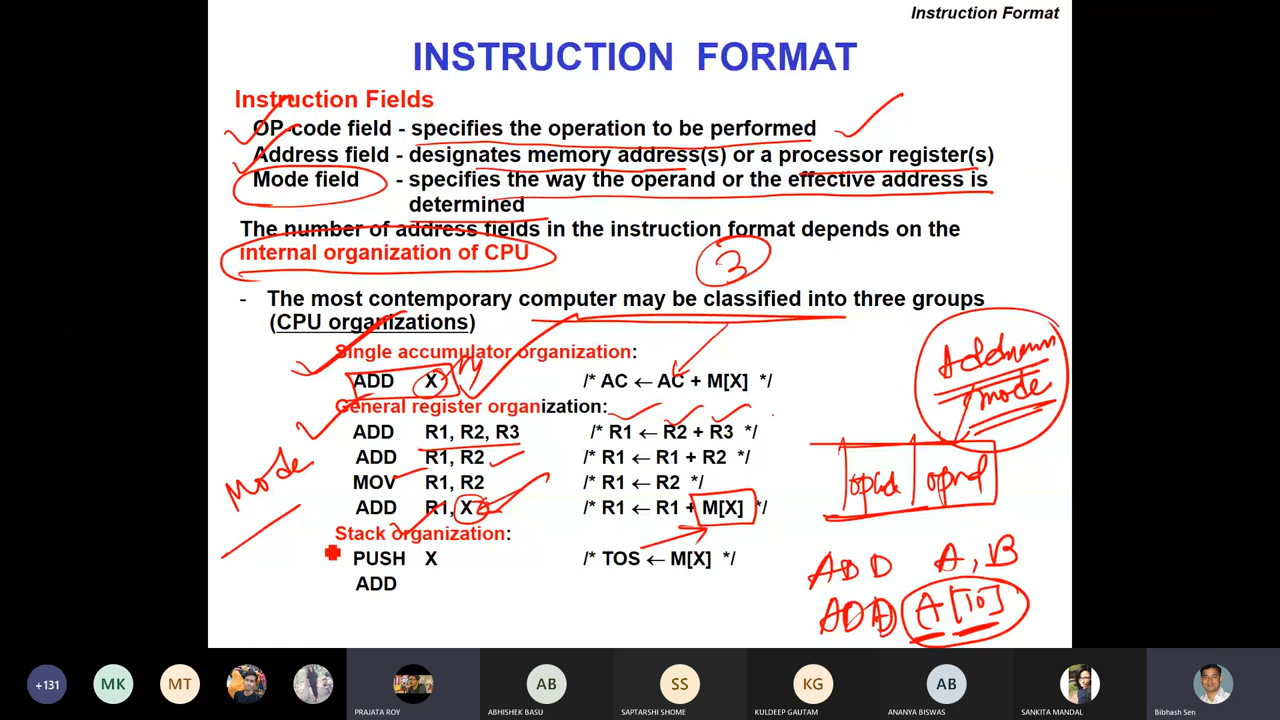 Instruction Format
INSTRUCTION FORMAT
Instruction Fields
OP-code field - specifies the operation to be performed
Address field - designates memory address(s) or a processor register(s)
Mode field - specifies the way the operand or the effective address is
determined
The number of address fields in the instruction format depends on the
internal organization of CPU
3
- The most contemporary computer may be classified into three groups
(CPU organizations)
Single accumulator organization:
ADD X /* AC ← AC + M[X] */
General register organization:
ADD R1, R2, R3 /* R1 ← R2 + R3 */
ADD R1, R2 /* R1 ← R1 + R2 */
MOV R1, R2 /* R1 ← R2 */
ADD R1, X /* R1 ← R1 + M[X] */
Stack organization:
PUSH X /* TOS ← M[X] */
ADD
Mode
mode
opcode
ADD A, B
ADD A[10]
+131 MK MT PRAJATA ROY
AB ABHISHEK BASU
SS SAPTARSHI SHOME
KG KULDEEP GAUTAM
AB ANANYA BISWAS
SANKITA MANDAL
Bibhash Sen